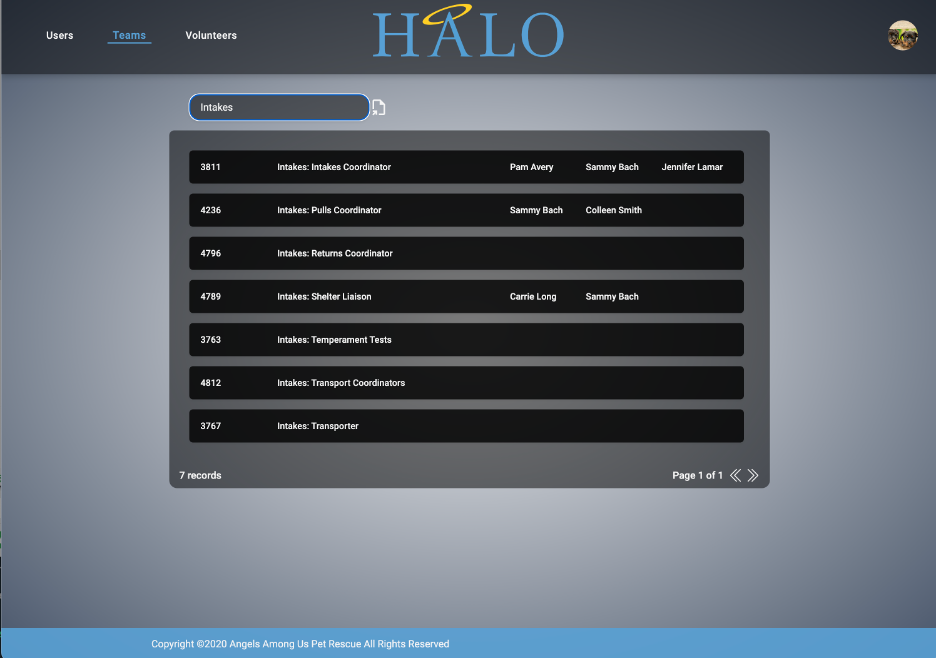 Users Teams Volunteers
HALO
Intakes
3811 Intakes: Intakes Coordinator Pam Avery Sammy Bach Jennifer Lamar
4236 Intakes: Pulls Coordinator Sammy Bach Colleen Smith
4796 Intakes: Returns Coordinator
4789 Intakes: Shelter Liaison Carrie Long Sammy Bach
3763 Intakes: Temperament Tests
4812 Intakes: Transport Coordinators
3767 Intakes: Transporter
7 records Page 1 of 1
Copyright ©2020 Angels Among Us Pet Rescue All Rights Reserved